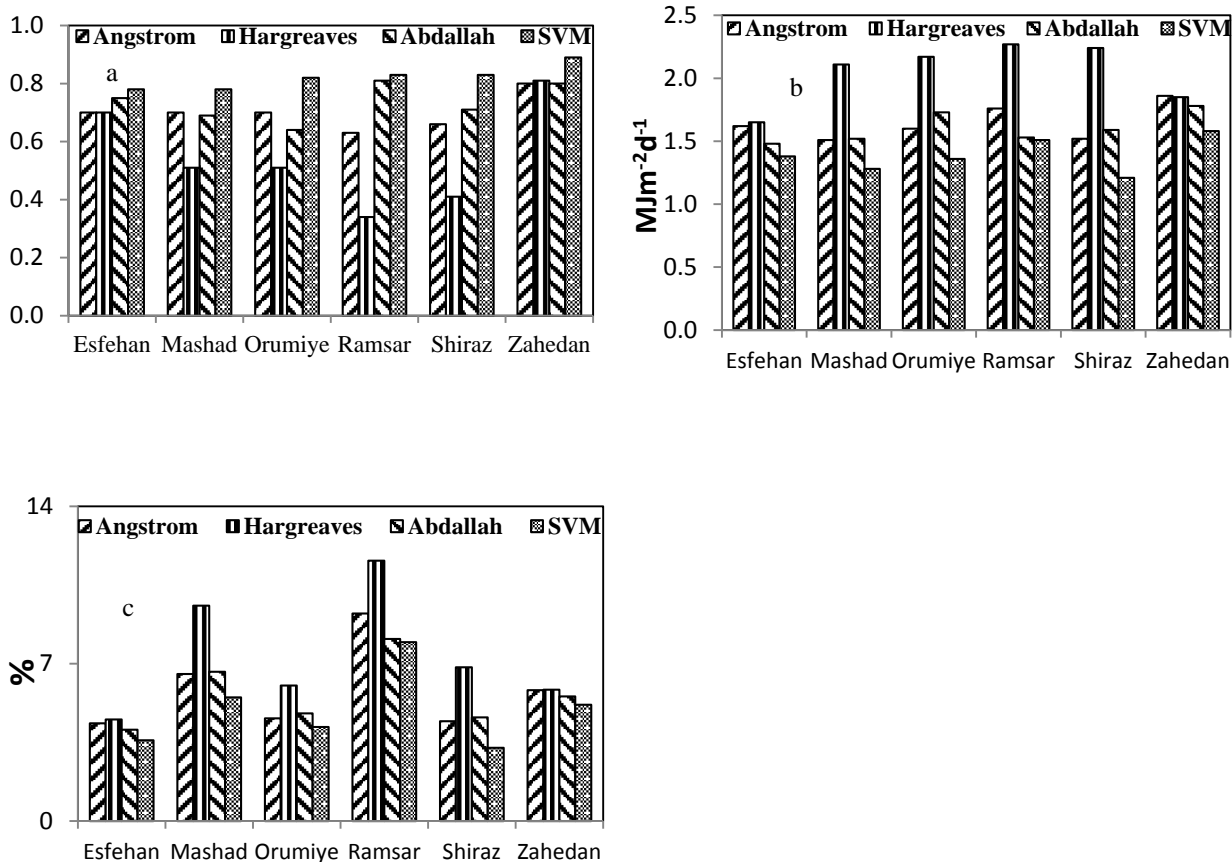 1.0
Angstrom Hargreaves Abdallah SVM
a
0.8
0.6
0.4
0.2
0.0
Esfehan Mashad Orumiye Ramsar Shiraz Zahedan
2.5
Angstrom Hargreaves Abdallah SVM
b
2.0
1.5
1.0
0.5
0.0
MJm-2d-1
Esfehan Mashad Orumiye Ramsar Shiraz Zahedan
14
Angstrom Hargreaves Abdallah SVM
c
7
%
0
Esfehan Mashad Orumiye Ramsar Shiraz Zahedan